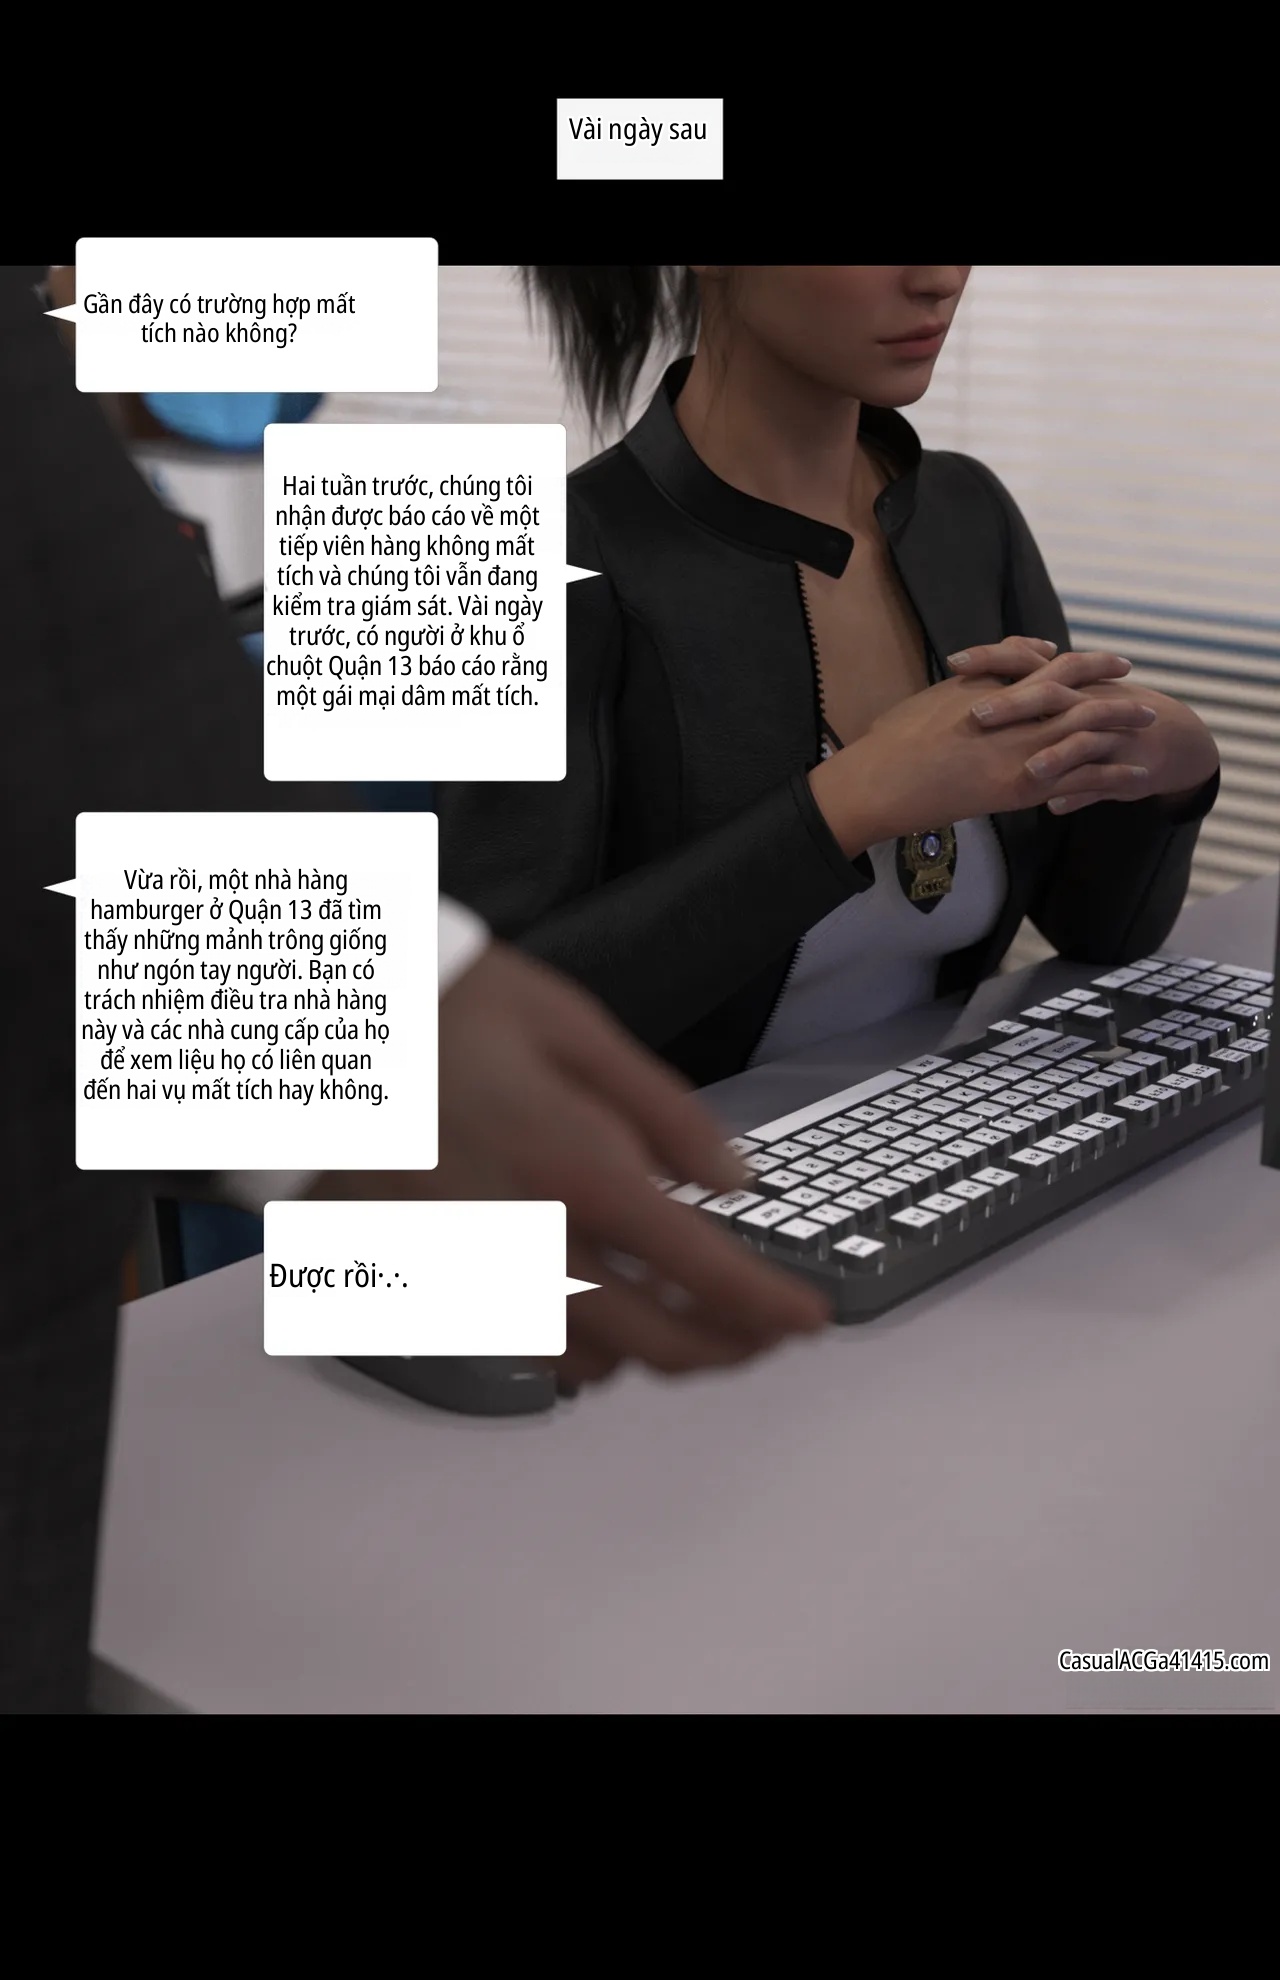 Vài ngày sau
Gần đây có trường hợp mất
tích nào không?
Hai tuần trước, chúng tôi
nhận được báo cáo về một
tiếp viên hàng không mất
tích và chúng tôi vẫn đang
kiểm tra giám sát. Vài ngày
trước, có người ở khu ổ
chuột Quận 13 báo cáo rằng
một gái mại dâm mất tích.
Vừa rồi, một nhà hàng
hamburger ở Quận 13 đã tìm
thấy những mảnh trông giống
như ngón tay người. Bạn có
trách nhiệm điều tra nhà hàng
này và các nhà cung cấp của họ
để xem liệu họ có liên quan
đến hai vụ mất tích hay không.
Được rồi·.·.
CasualACGa41415.com